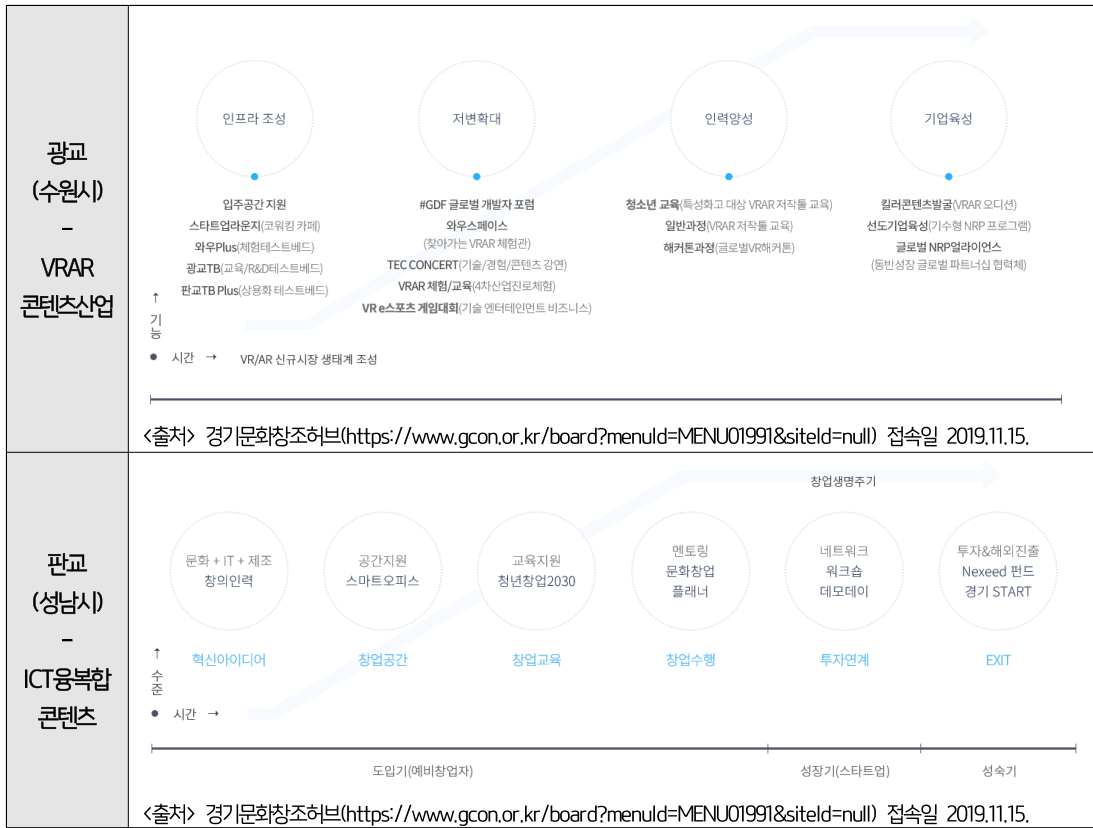 광교
(수원시)
-
VRAR
콘텐츠산업
인프라 조성
입주공간 지원
스타트업라운지(코워킹 카페)
와우Plus(체험테스트베드)
광교TB(교육/R&D테스트베드)
판교TB Plus(상용화 테스트베드)
저변확대
#GDF 글로벌 개발자 포럼
와우스페이스
(찾아가는 VRAR 체험관)
TEC CONCERT(기술/경험/콘텐츠 강연)
VRAR 체험/교육(4차산업진로체험)
VR e스포츠 게임대회(기술 엔터테인먼트 비즈니스)
인력양성
청소년 교육(특성화고 대상 VRAR 저작툴 교육)
일반과정(VRAR 저작툴 교육)
해커톤과정(글로벌VR해커톤)
기업육성
킬러콘텐츠발굴(VRAR 오디션)
선도기업육성(기수형 NRP 프로그램)
글로벌 NRP얼라이언스
(동반성장 글로벌 파트너십 협력체)
↑
기
능
● 시간 → VR/AR 신규시장 생태계 조성
<출처> 경기문화창조허브(https://www.gcon.or.kr/board?menuId=MENU01991&siteId=null) 접속일 2019.11.15.
판교
(성남시)
-
ICT융복합
콘텐츠
창업생명주기
문화 + IT + 제조
창의인력
혁신아이디어
공간지원
스마트오피스
창업공간
교육지원
청년창업2030
창업교육
멘토링
문화창업
플래너
창업수행
네트워크
워크숍
데모데이
투자연계
투자&해외진출
Nexeed 펀드
경기 START
EXIT
↑
수
준
● 시간 →
도입기(예비창업자)
성장기(스타트업)
성숙기
<출처> 경기문화창조허브(https://www.gcon.or.kr/board?menuId=MENU01991&siteId=null) 접속일 2019.11.15.